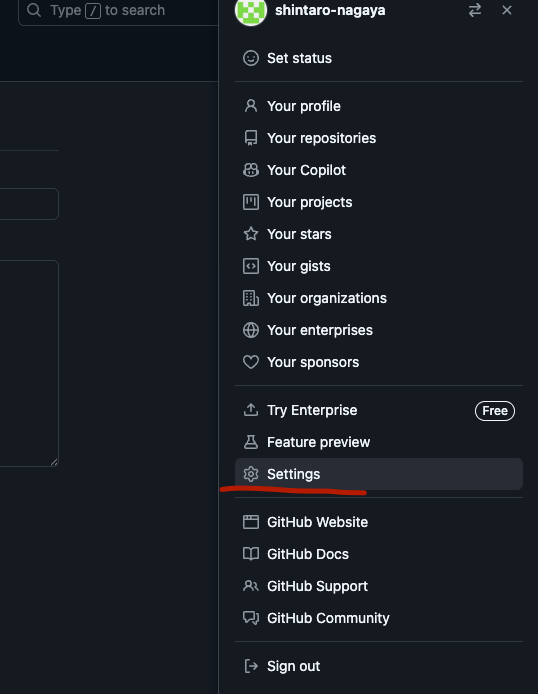 Type / to search
shintaro-nagaya
Set status
Your profile
Your repositories
Your Copilot
Your projects
Your stars
Your gists
Your organizations
Your enterprises
Your sponsors
Try Enterprise Free
Feature preview
Settings
GitHub Website
GitHub Docs
GitHub Support
GitHub Community
Sign out